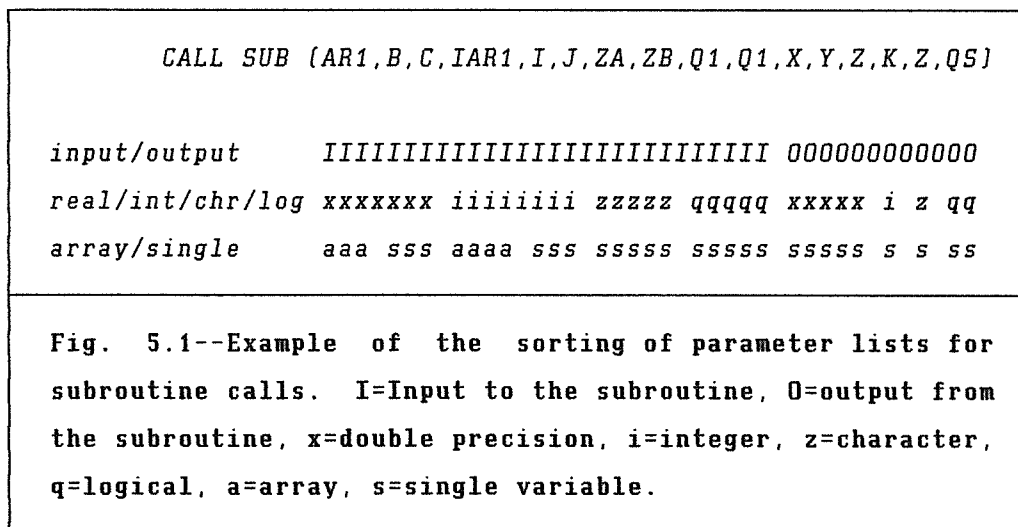 CALL SUB (AR1,B,C,IAR1,I,J,ZA,ZB,Q1,Q1,X,Y,Z,K,Z,QS)
input/output IIIIIIIIIIIIIIIIIIIIIIIIIIII OOOOOOOOOOOO
real/int/chr/log xxxxxxx iiiiiiii zzzzz qqqqq xxxxx i z qq
array/single aaa sss aaaa sss sssss sssss sssss s s ss
Fig. 5.1--Example of the sorting of parameter lists for
subroutine calls. I=Input to the subroutine, O=output from
the subroutine, x=double precision, i=integer, z=character,
q=logical, a=array, s=single variable.